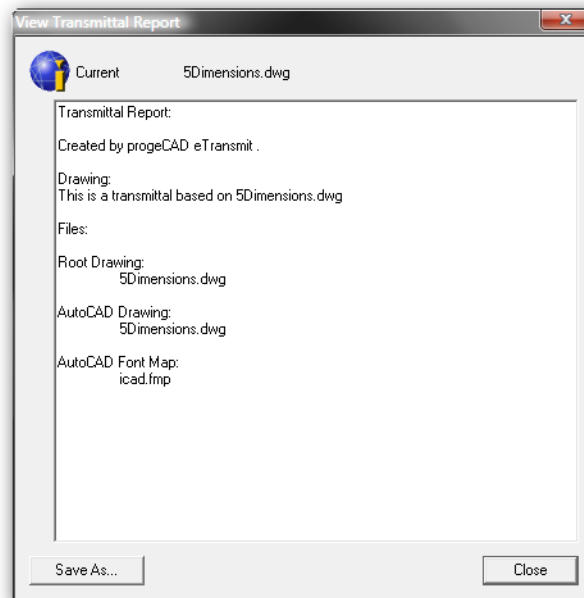 View Transmittal Report
Current 5Dimensions.dwg
Transmittal Report:
Created by progeCAD eTransmit .
Drawing:
This is a transmittal based on 5Dimensions.dwg
Files:
Root Drawing:
5Dimensions.dwg
AutoCAD Drawing:
5Dimensions.dwg
AutoCAD Font Map:
icad.fmp
Save As...
Close